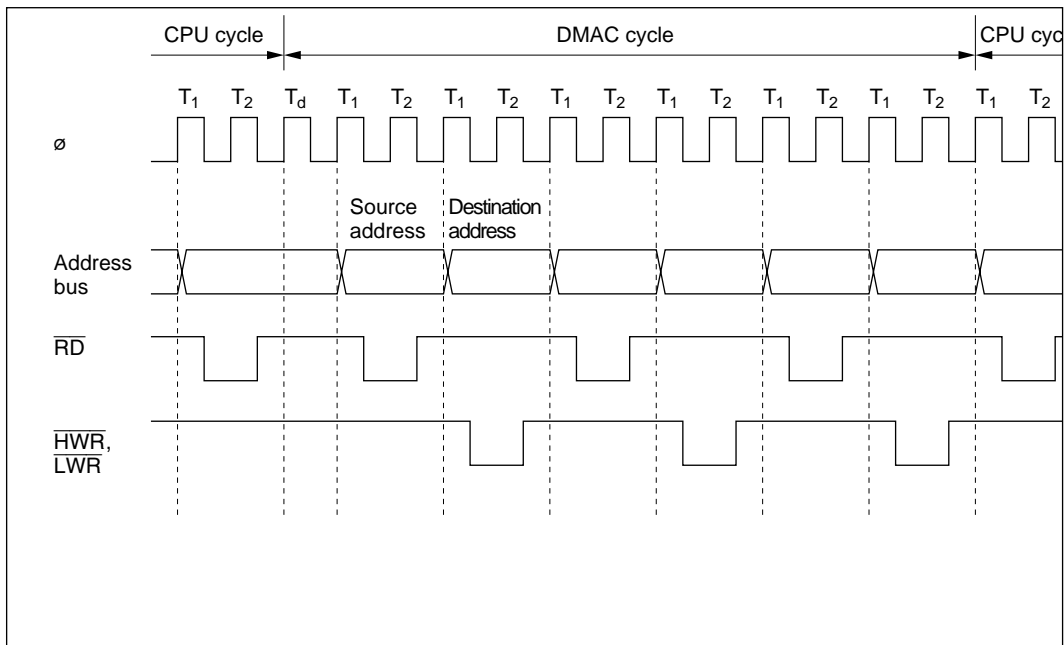 CPU cycle DMAC cycle CPU cyc
T₁ T₂ T_d T₁ T₂ T₁ T₂ T₁ T₂ T₁ T₂ T₁ T₂ T₁ T₂ T₁ T₂
ø
Source Destination
address address
Address
bus
RD
HWR,
LWR